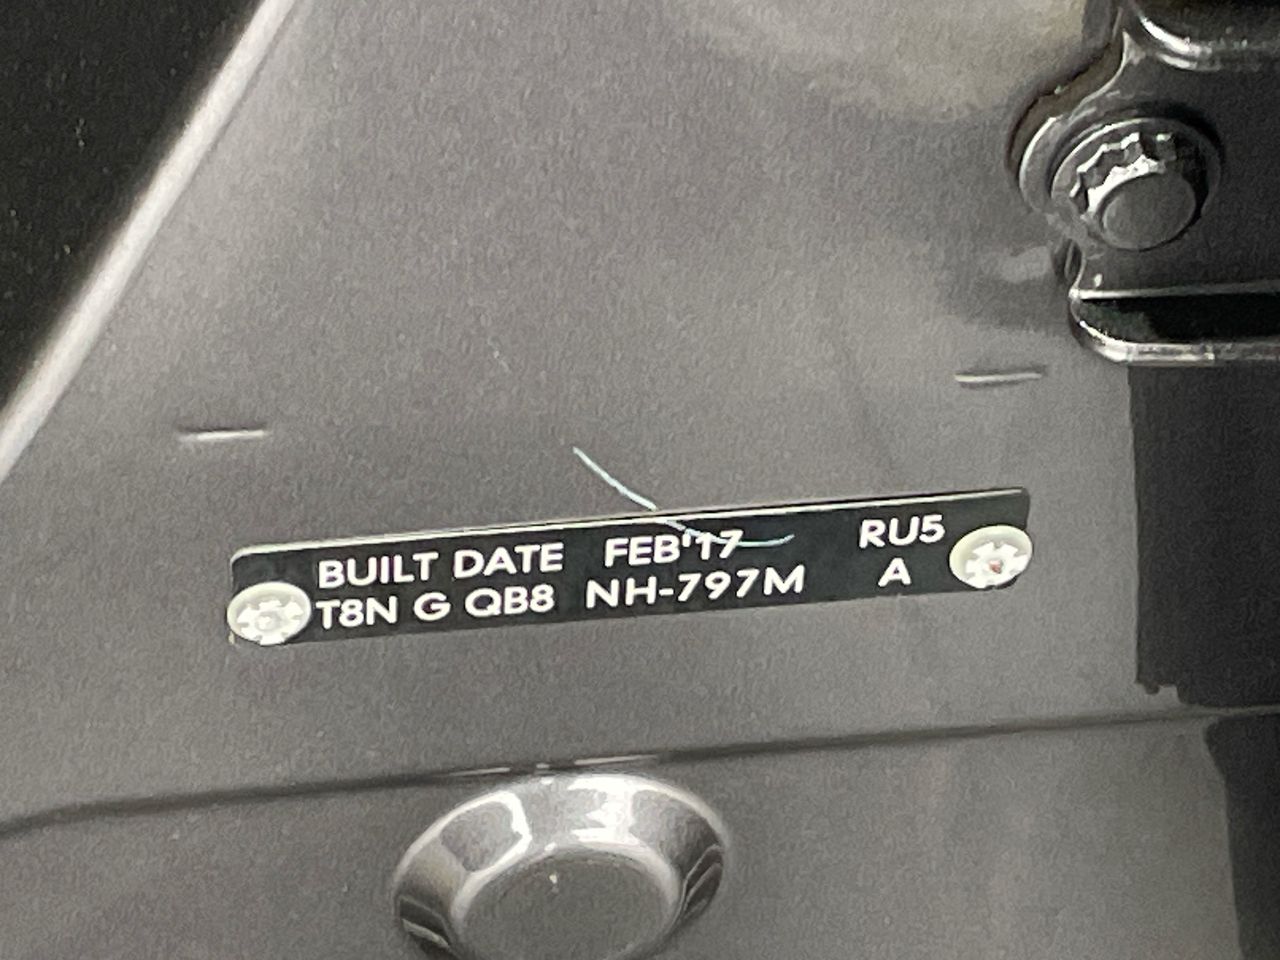 BUILT DATE FEB'17 RU5
T8N G QB8 NH-797M A